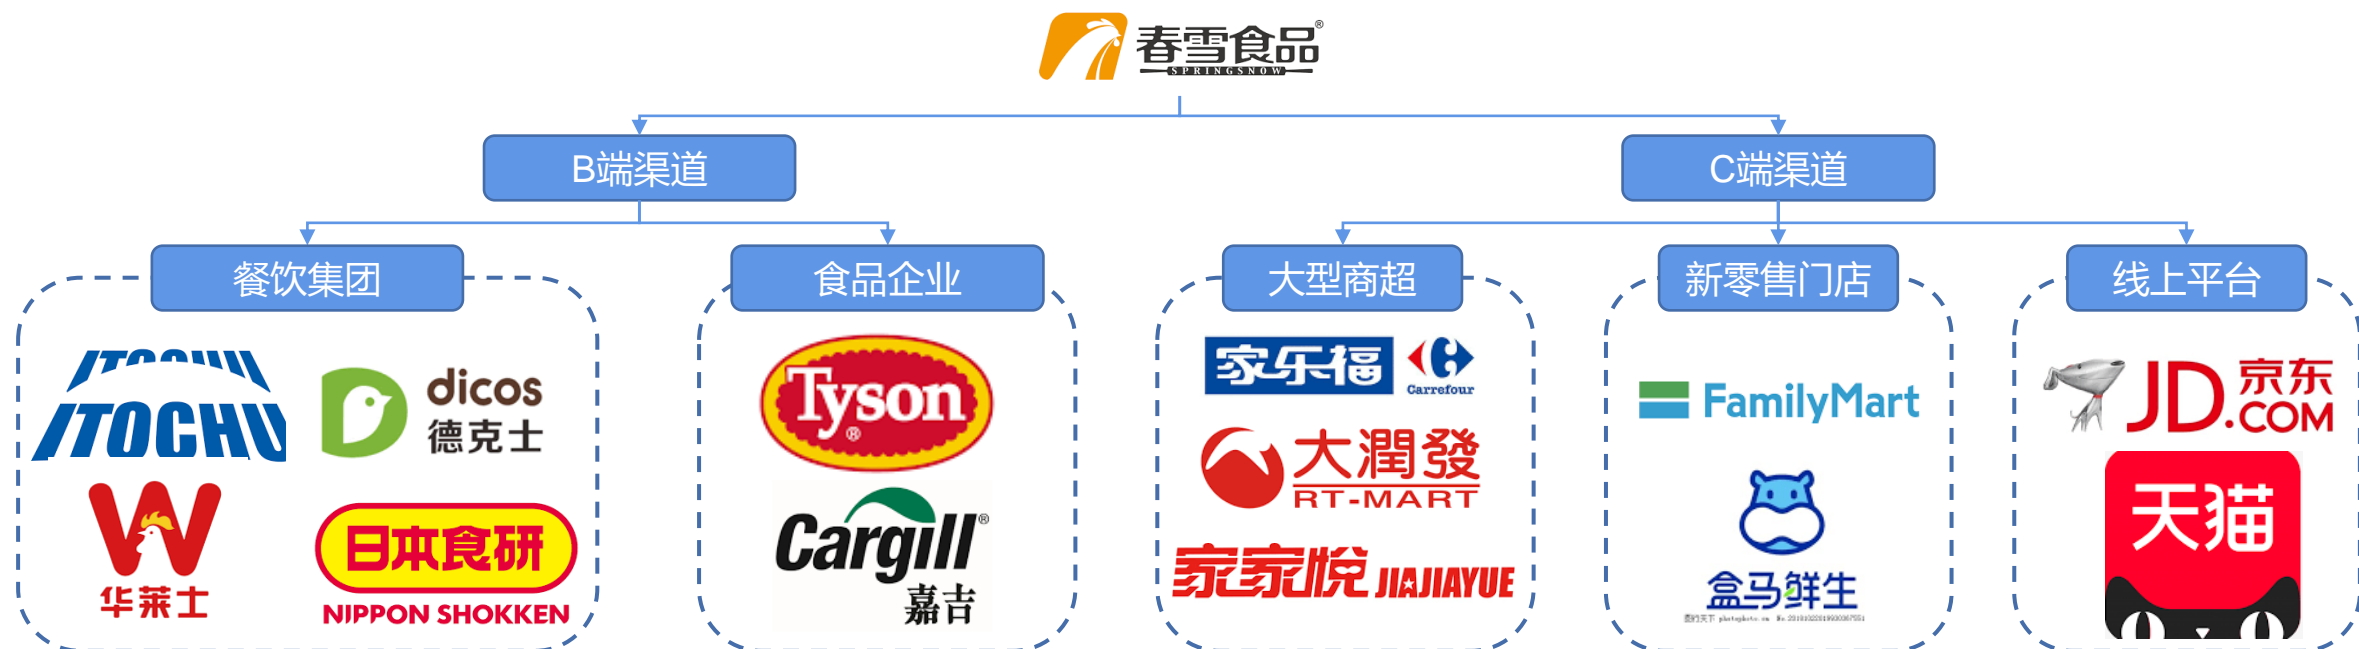 春雪食品®
SPRINGSNOW
B端渠道
C端渠道
餐饮集团
食品企业
大型商超
新零售门店
线上平台
ITOCHU
ITOCHU
dicos
德克士
华莱士
日本食研
NIPPON SHOKKEN
Tyson®
Cargill®
嘉吉
家乐福
Carrefour
大潤發
RT-MART
家家悦 JIAJIAYUE
FamilyMart
盒马鲜生
JD.COM 京东
天猫